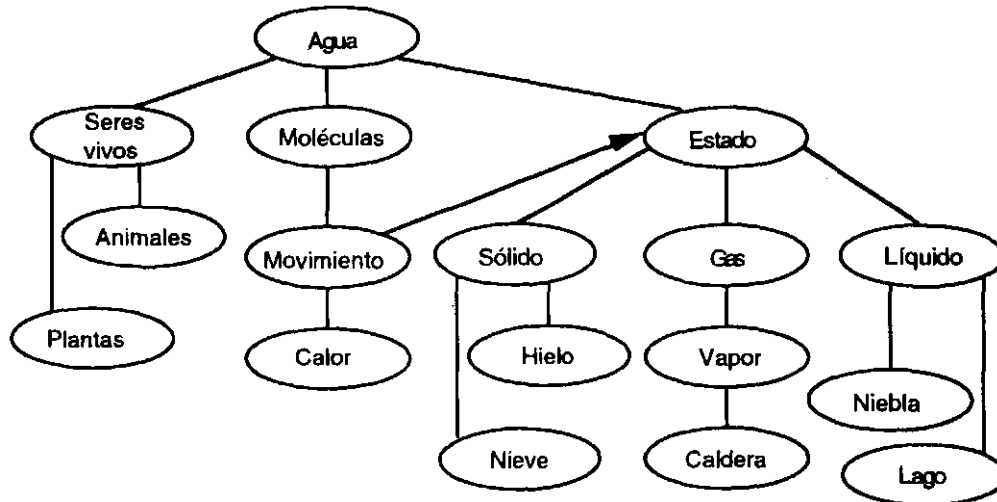 Agua
Seres
vivos
Moléculas
Estado
Animales
Movimiento
Sólido
Gas
Líquido
Plantas
Calor
Hielo
Vapor
Niebla
Nieve
Caldera
Lago